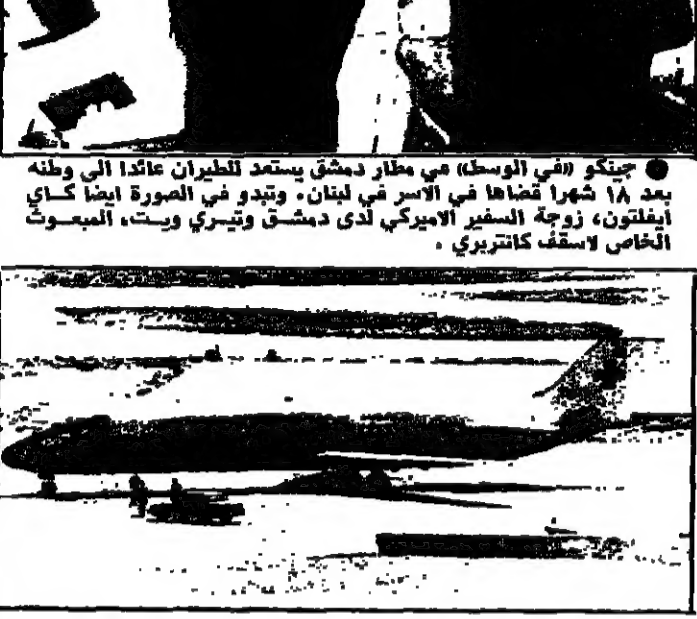 ● جينكو «في الوسط» في مطار دمشق يستعد للطيران عائدا الى وطنه
بعد ١٨ شهرا قضاها في الاسر في لبنان. وتبدو في الصورة ايضا كاي
ايغلتون، زوجة السفير الاميركي لدى دمشق وتيري ويت، المبعوث
الخاص لاسقف كانتربري .